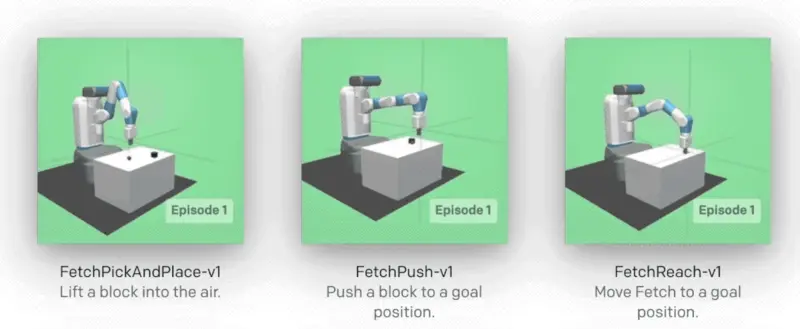 Episode 1
FetchPickAndPlace-v1
Lift a block into the air.
Episode 1
FetchPush-v1
Push a block to a goal
position.
Episode 1
FetchReach-v1
Move Fetch to a goal
position.